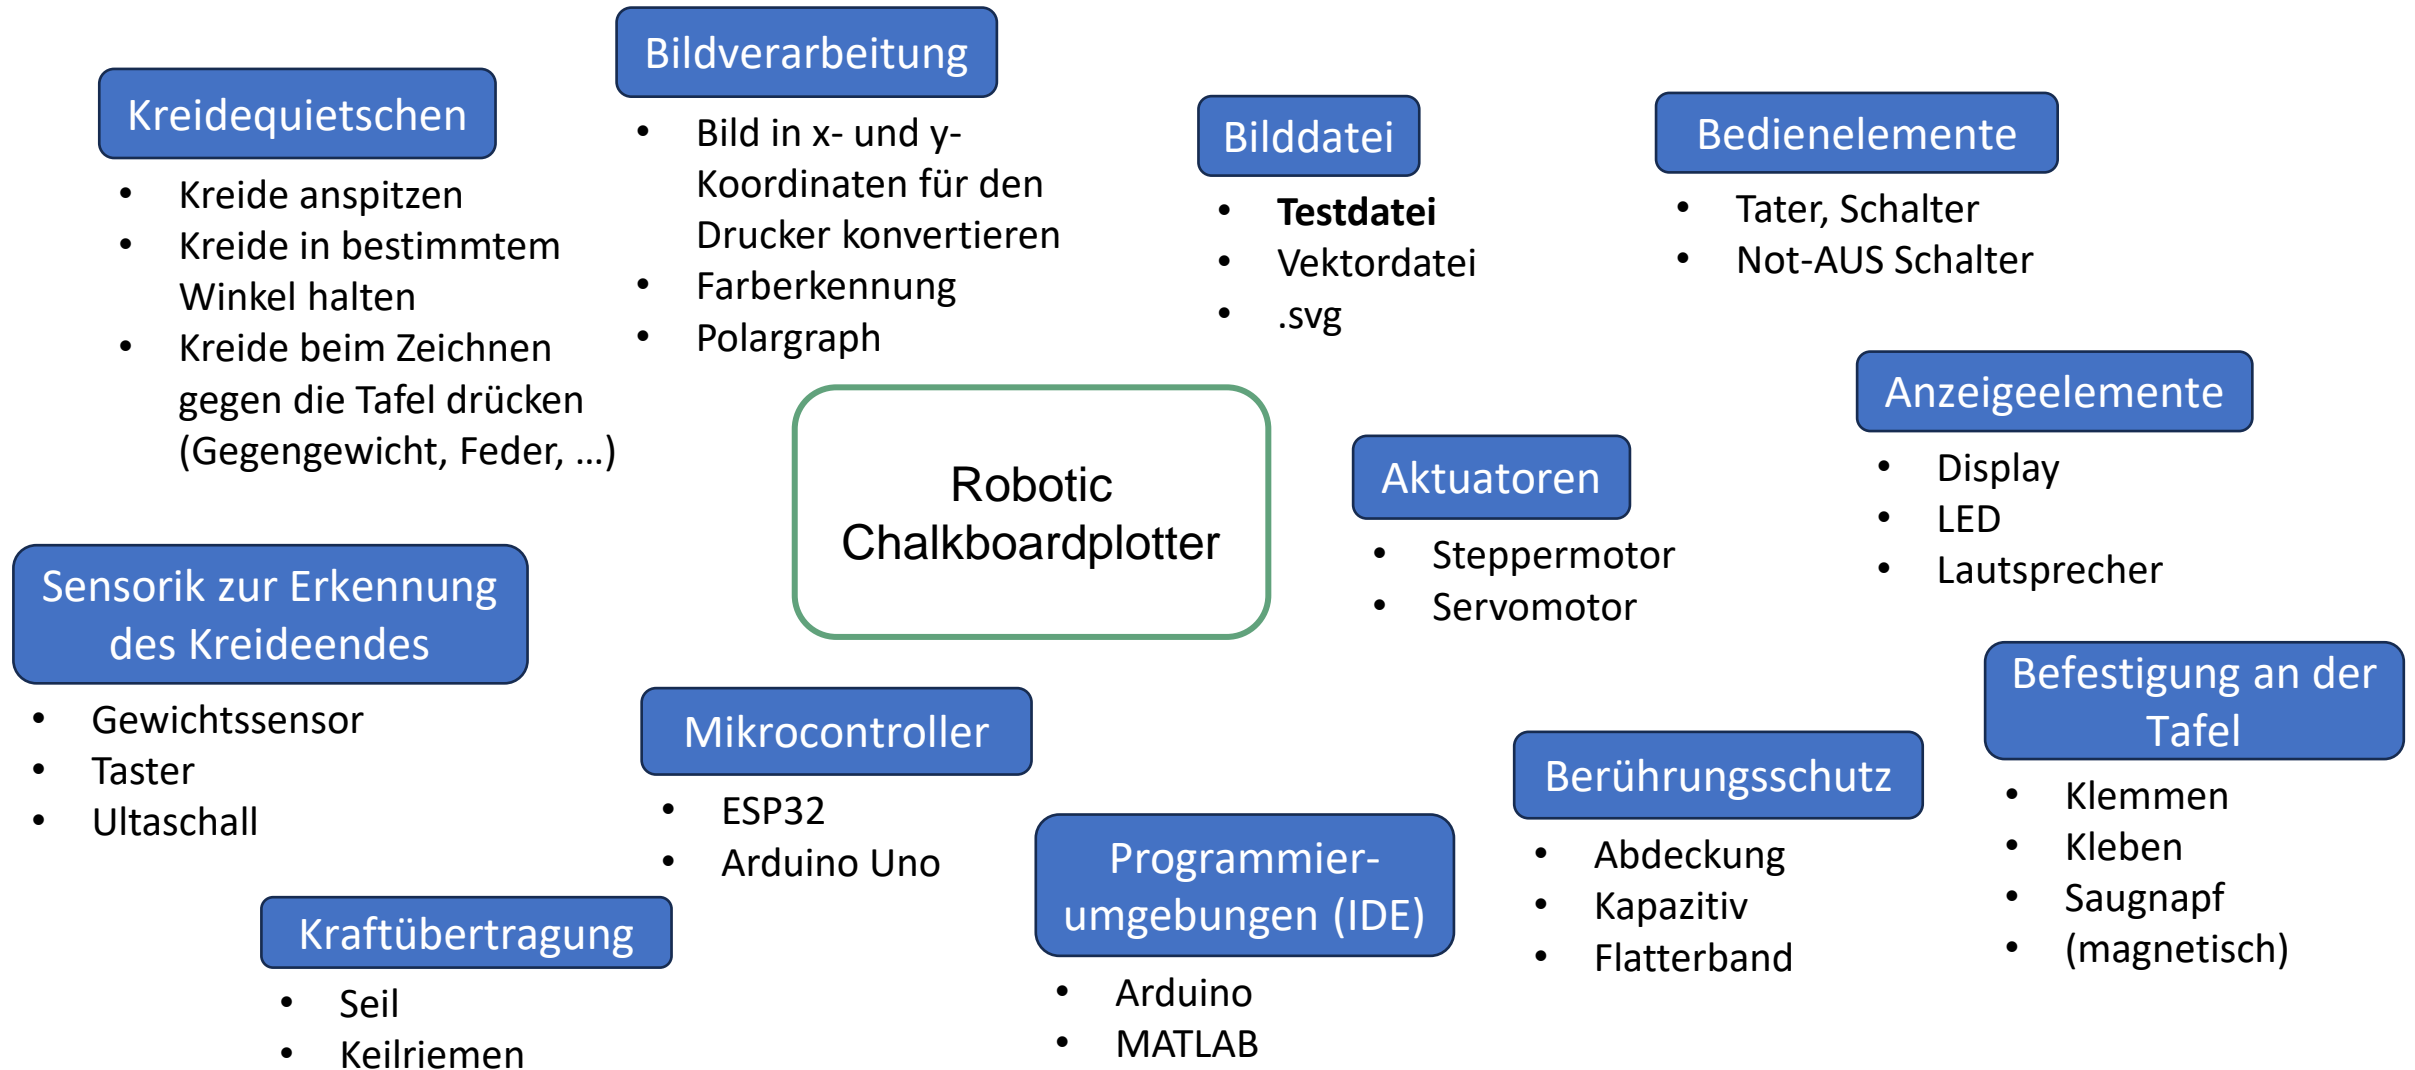 Kreidequietschen
• Kreide anspitzen
• Kreide in bestimmtem
Winkel halten
• Kreide beim Zeichnen
gegen die Tafel drücken
(Gegengewicht, Feder, …)
Bildverarbeitung
• Bild in x- und y-
Koordinaten für den
Drucker konvertieren
• Farberkennung
• Polargraph
Bilddatei
• Testdatei
• Vektordatei
• .svg
Bedienelemente
• Tater, Schalter
• Not-AUS Schalter
Anzeigeelemente
• Display
• LED
• Lautsprecher
Robotic
Chalkboardplotter
Aktuatoren
• Steppermotor
• Servomotor
Sensorik zur Erkennung
des Kreideendes
• Gewichtssensor
• Taster
• Ultaschall
Mikrocontroller
• ESP32
• Arduino Uno
Kraftübertragung
• Seil
• Keilriemen
Programmier-
umgebungen (IDE)
• Arduino
• MATLAB
Berührungsschutz
• Abdeckung
• Kapazitiv
• Flatterband
Befestigung an der
Tafel
• Klemmen
• Kleben
• Saugnapf
• (magnetisch)